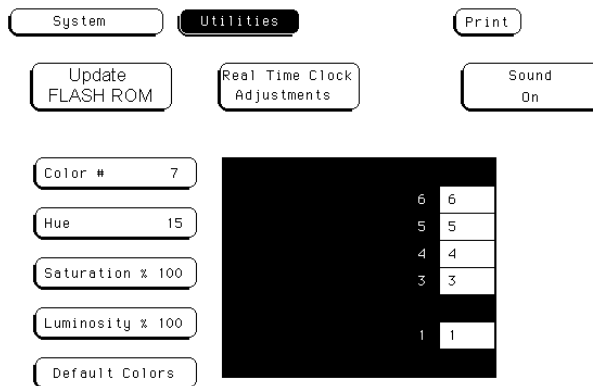 System Utilities Print
Update Real Time Clock Sound
FLASH ROM Adjustments On
Color # 7
6 6
Hue 15
5 5
4 4
Saturation % 100
3 3
Luminosity % 100
1 1
Default Colors